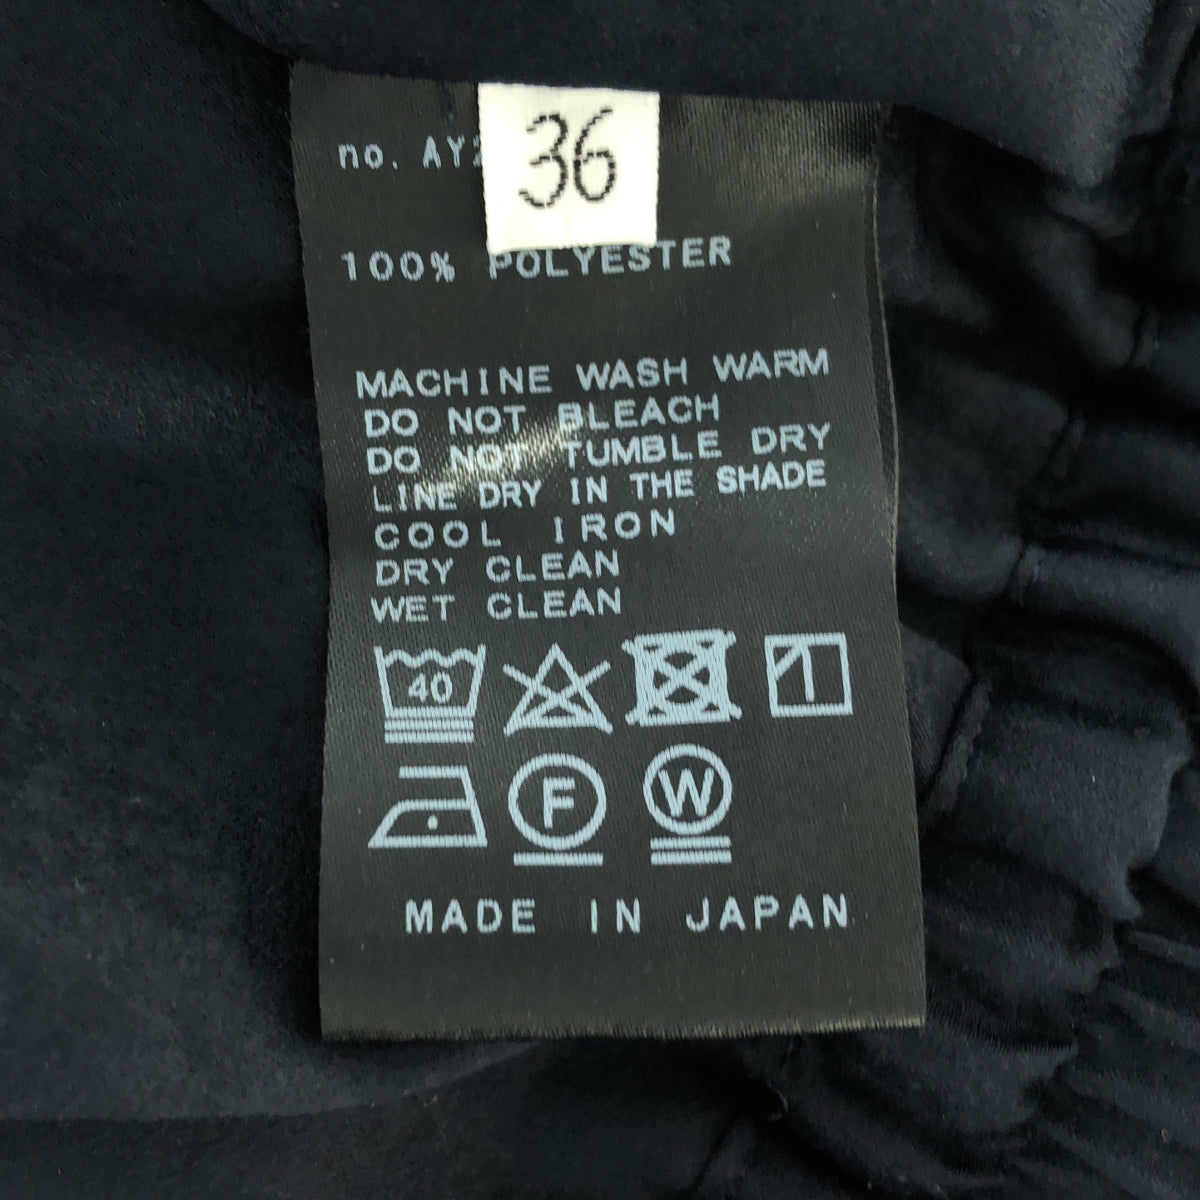 36
no. AY
100% POLYESTER
MACHINE WASH WARM
DO NOT BLEACH
DO NOT TUMBLE DRY
LINE DRY IN THE SHADE
COOL IRON
DRY CLEAN
WET CLEAN
40
F W
MADE IN JAPAN